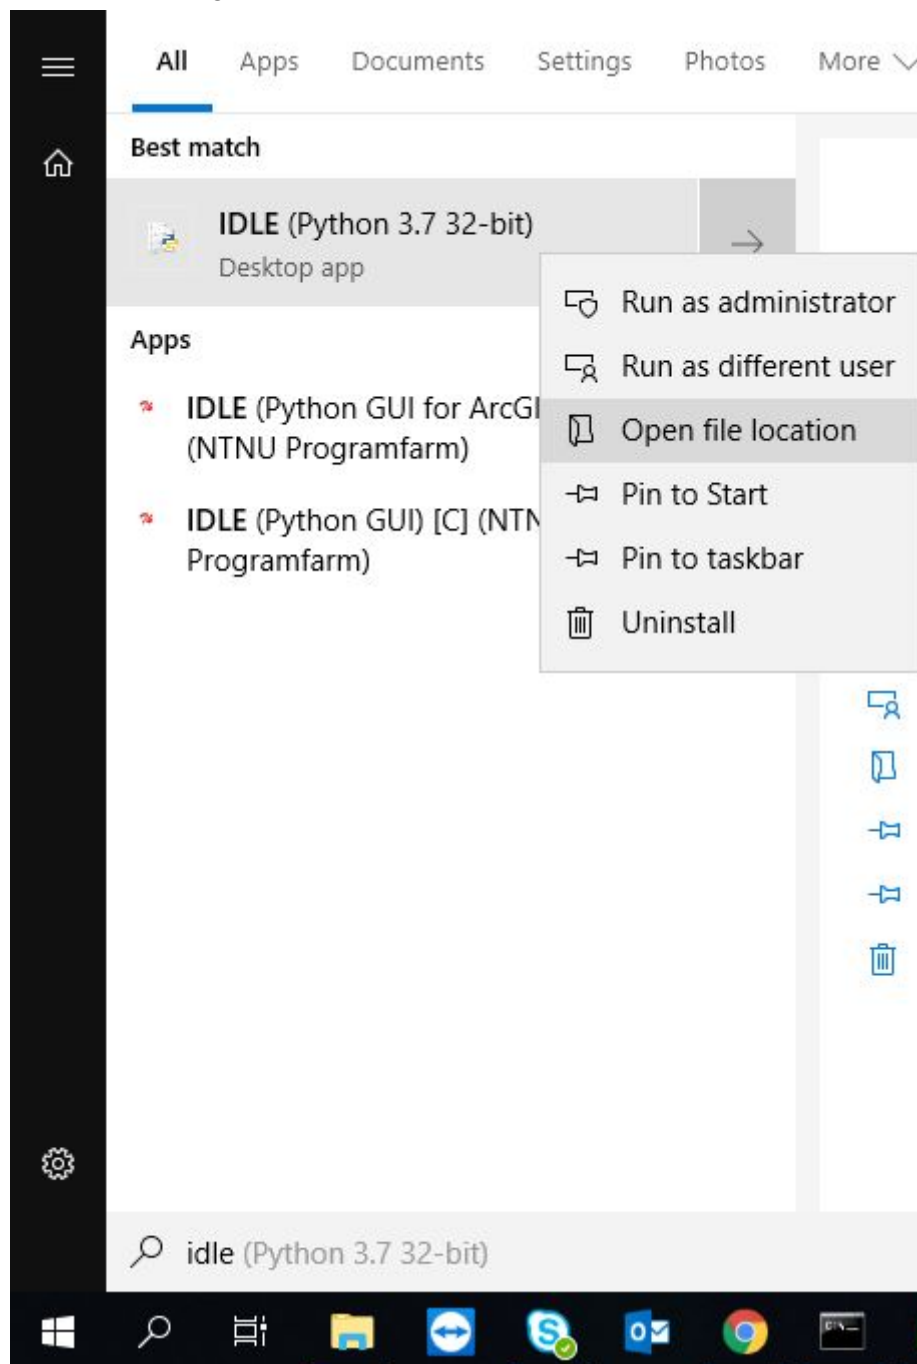 All Apps Documents Settings Photos More
Best match
IDLE (Python 3.7 32-bit)
Desktop app
Run as administrator
Run as different user
Open file location
Pin to Start
Pin to taskbar
Uninstall
Apps
IDLE (Python GUI for ArcGI
(NTNU Programfarm)
IDLE (Python GUI) [C] (NTN
Programfarm)
idle (Python 3.7 32-bit)